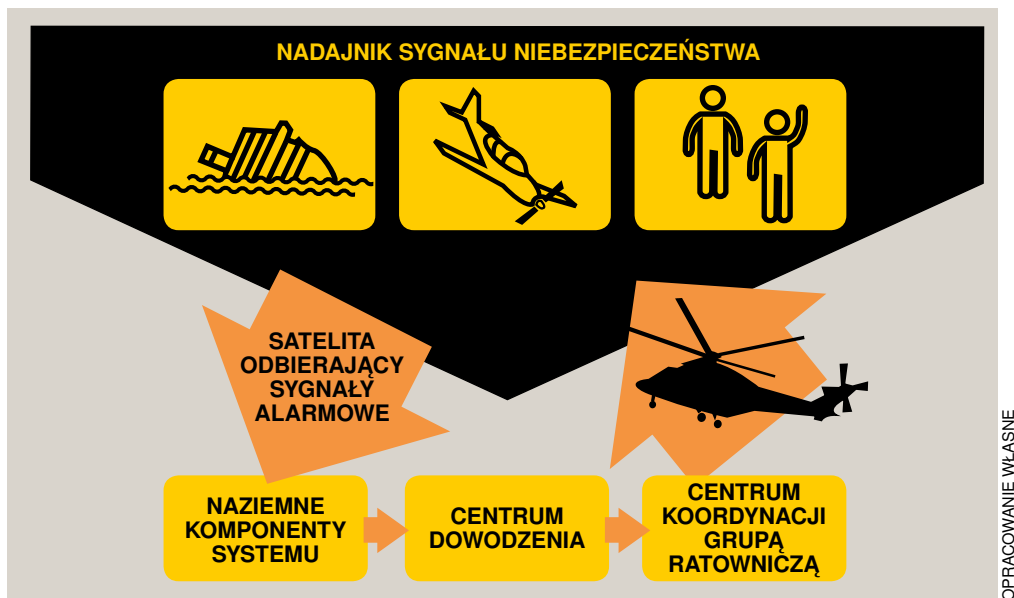 NADAJNIK SYGNAŁU NIEBEZPIECZEŃSTWA
SATELITA
ODBIERAJĄCY
SYGNAŁY
ALARMOWE
NAZIEMNE
KOMPONENTY
SYSTEMU
CENTRUM
DOWODZENIA
CENTRUM
KOORDYNACJI
GRUPĄ
RATOWNICZĄ
OPRACOWANIE WŁASNE